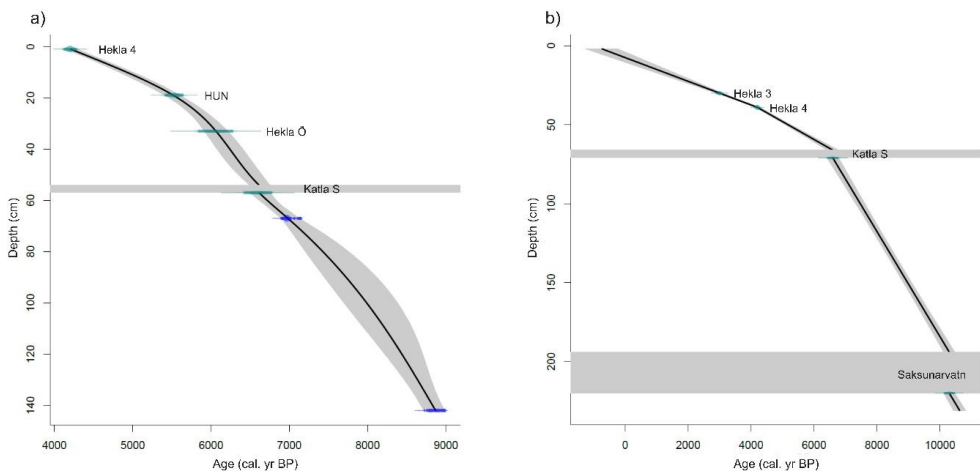 a)
b)
0
20
40
60
80
100
120
140
Depth (cm)
Hekla 4
HUN
Hekla Ö
Katla S
4000 5000 6000 7000 8000 9000
Age (cal. yr BP)
0
50
100
150
200
Depth (cm)
Hekla 3
Hekla 4
Katla S
Saksunarvatn
0 2000 4000 6000 8000 10000
Age (cal. yr BP)